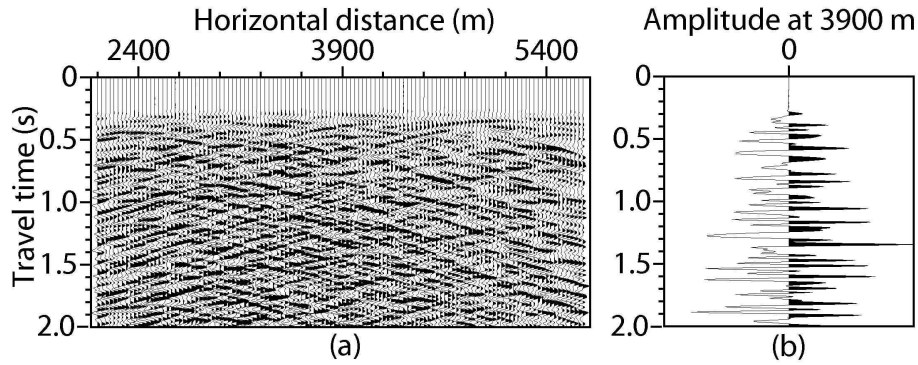 Horizontal distance (m)
2400 3900 5400
Travel time (s)
0
0.5
1.0
1.5
2.0
(a)
Amplitude at 3900 m
0
0
0.5
1.0
1.5
2.0
(b)